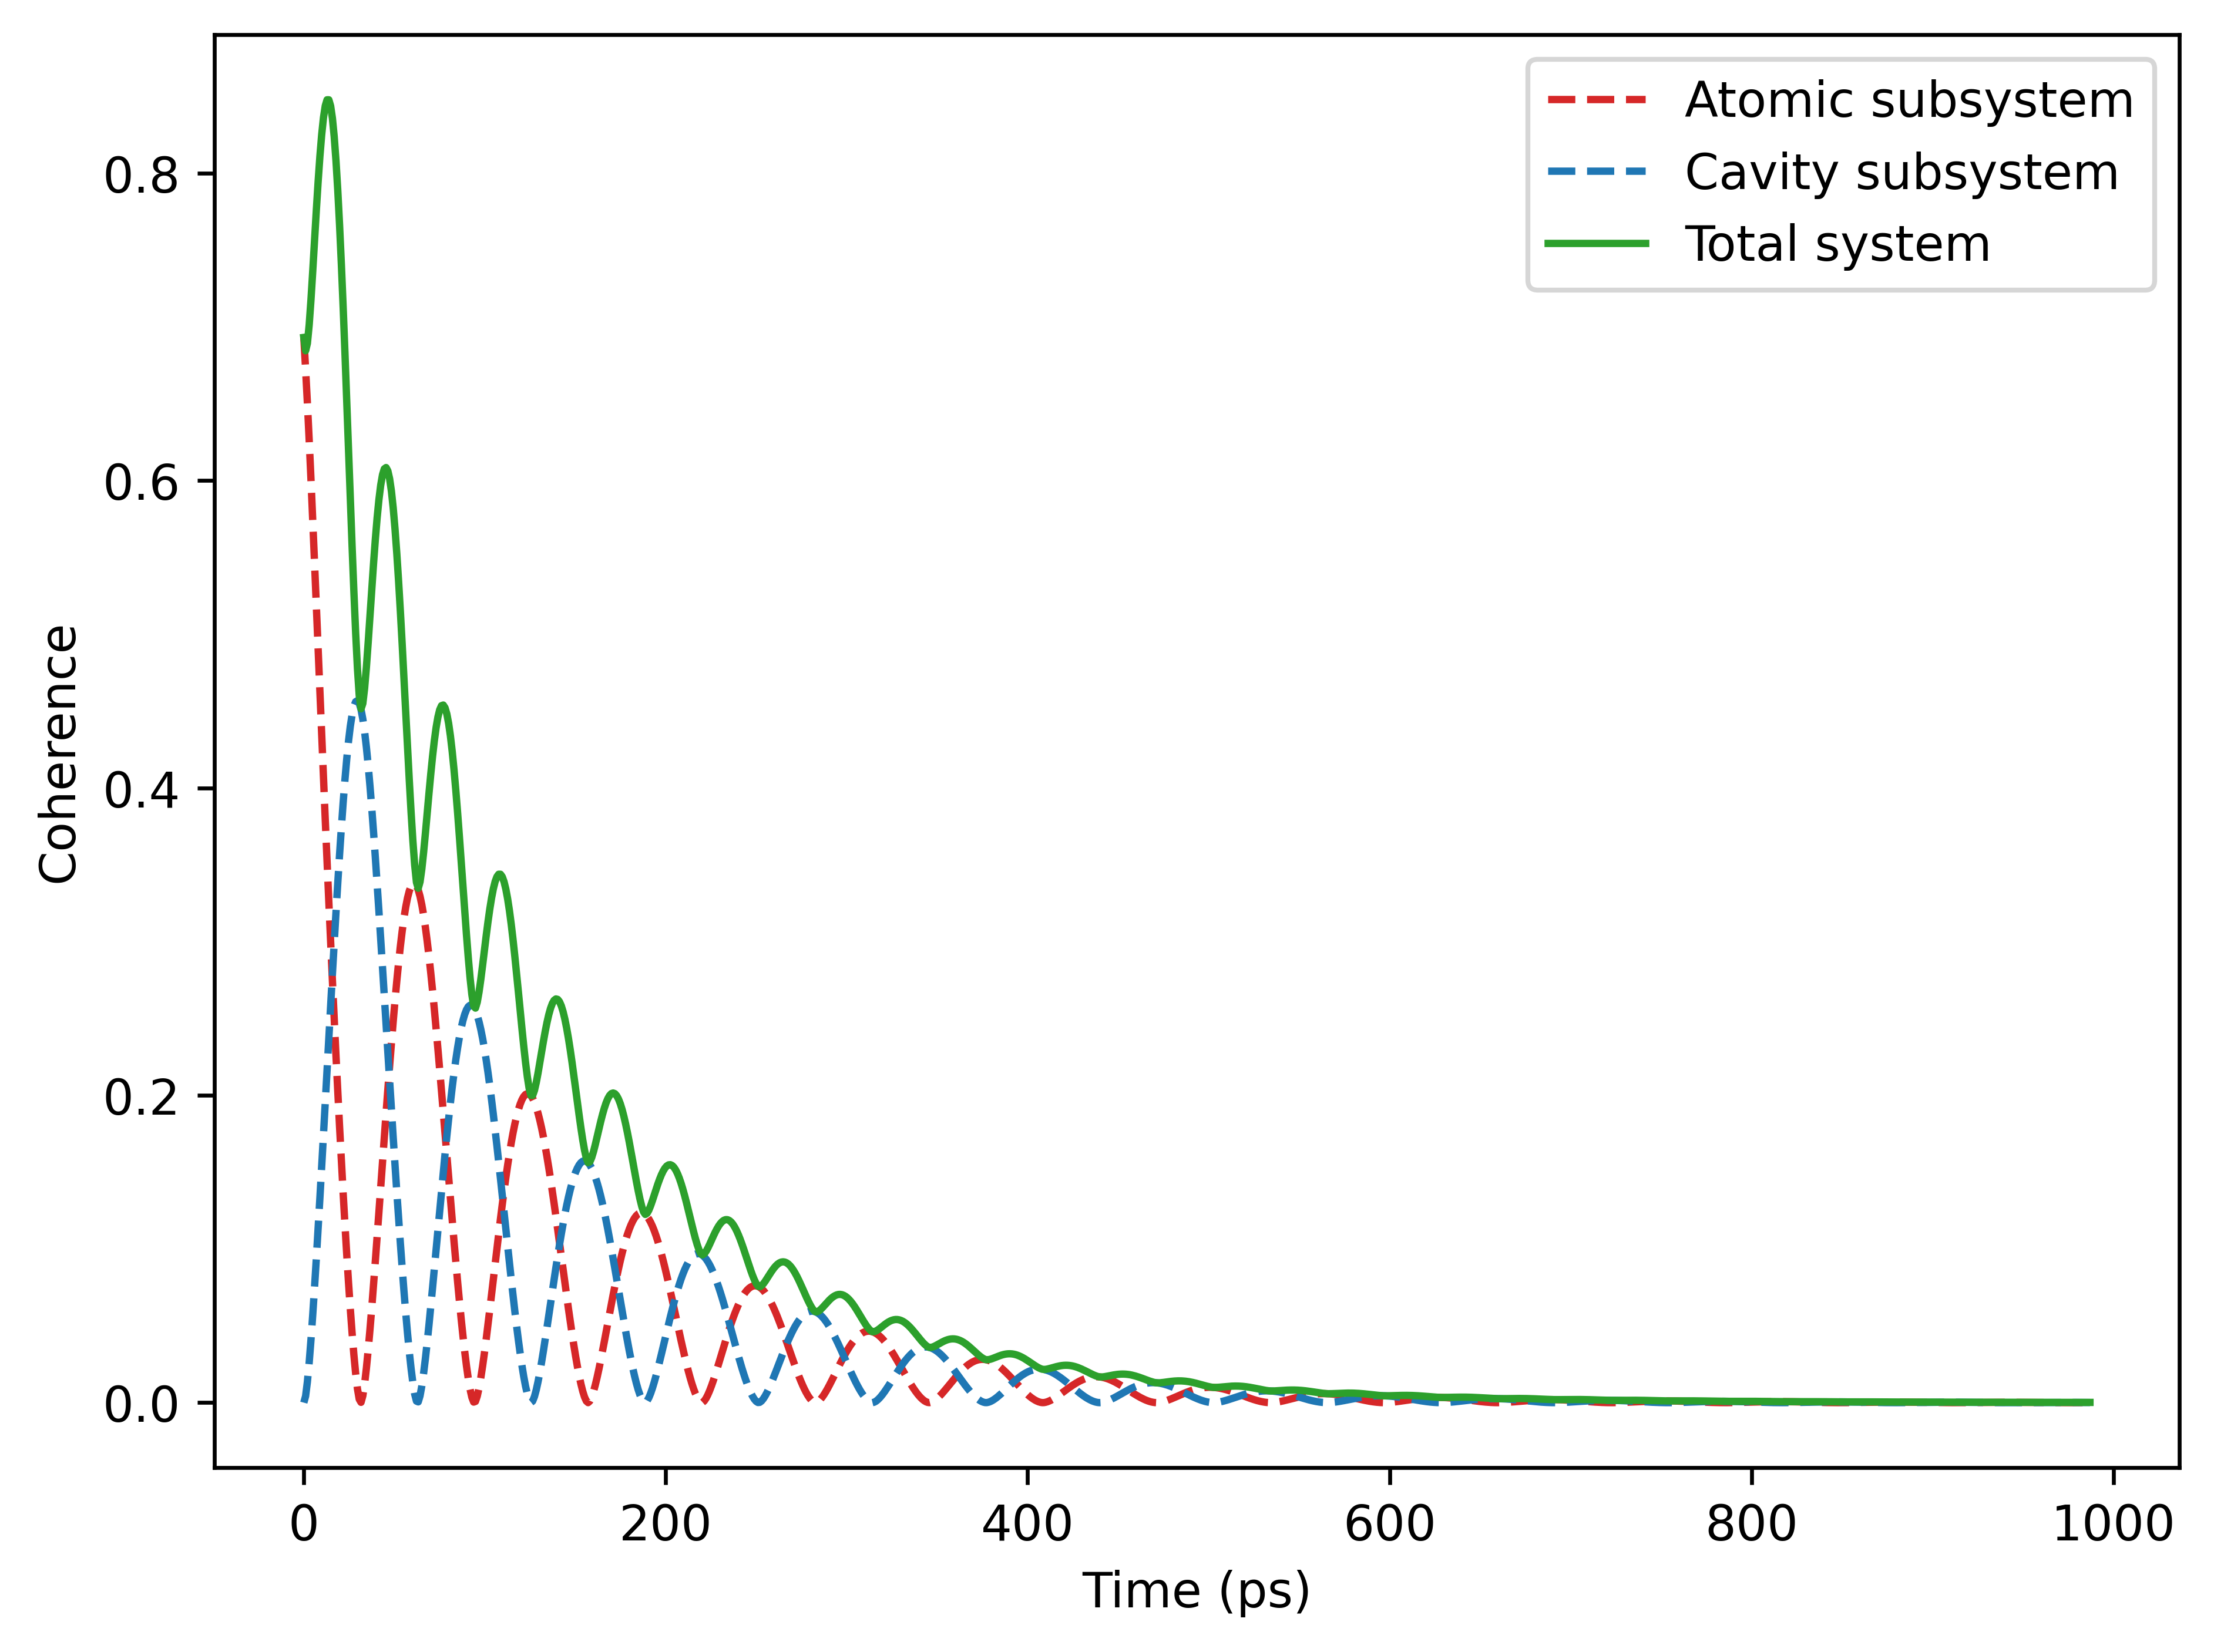 Atomic subsystem
Cavity subsystem
Total system
Coherence
0.8
0.6
0.4
0.2
0.0
0 200 400 600 800 1000
Time (ps)